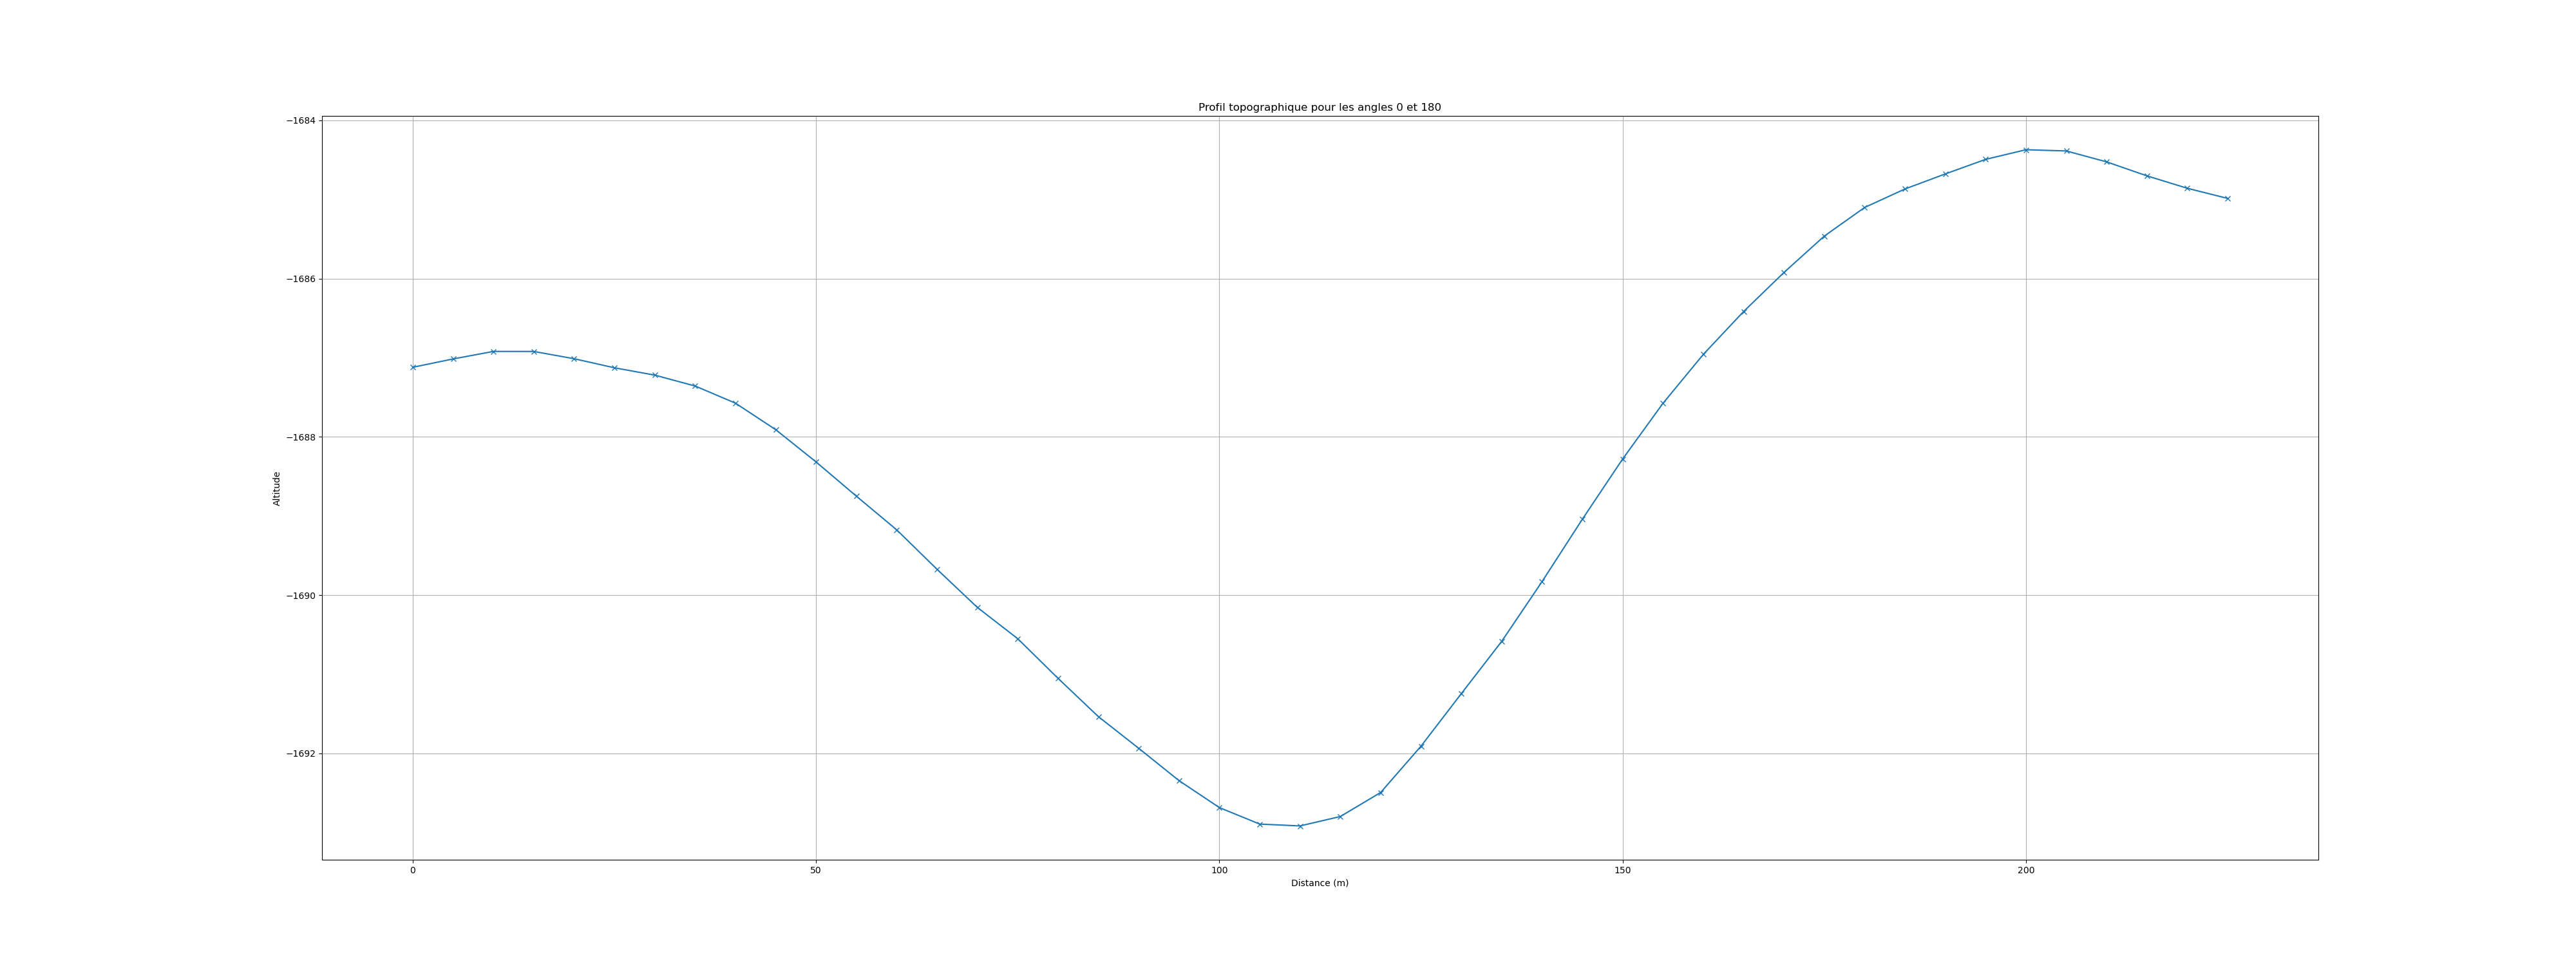 Profil topographique pour les angles 0 et 180
−1684
−1686
−1688
−1690
−1692
Altitude
0 50 100 150 200
Distance (m)